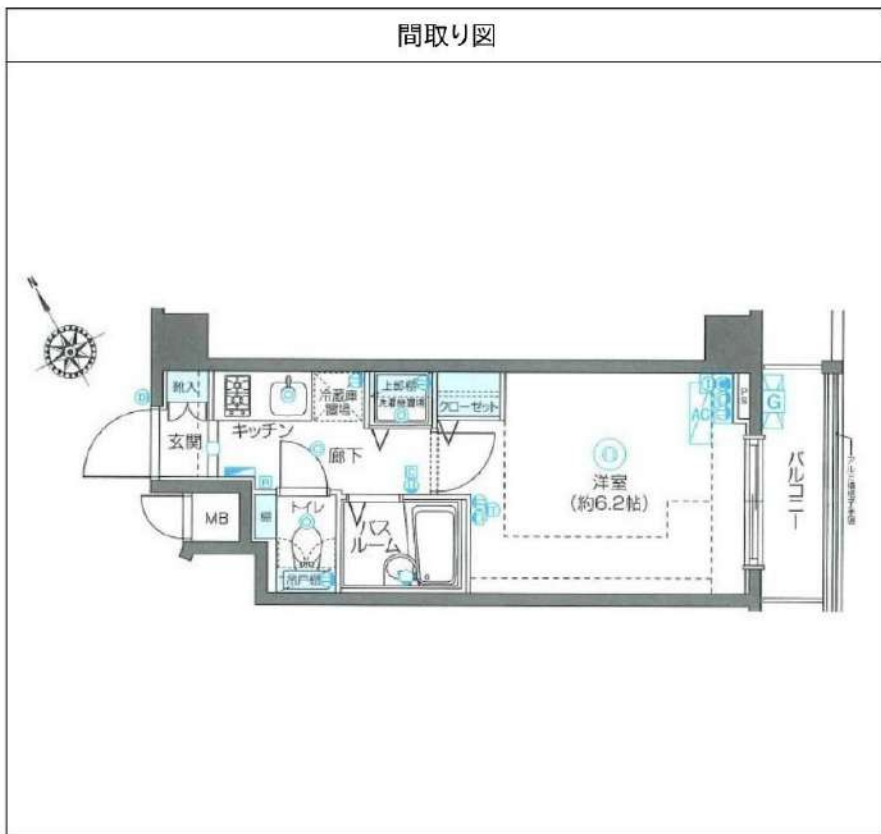 間取り図
N
靴入
玄関
キッチン
冷蔵庫
置場
上部棚
洗濯機置場
クローゼット
廊下
AC
PS
G
洋室
(約6.2帖)
バルコニー
MB
棚
トイレ
吊戸棚
バス
ルーム